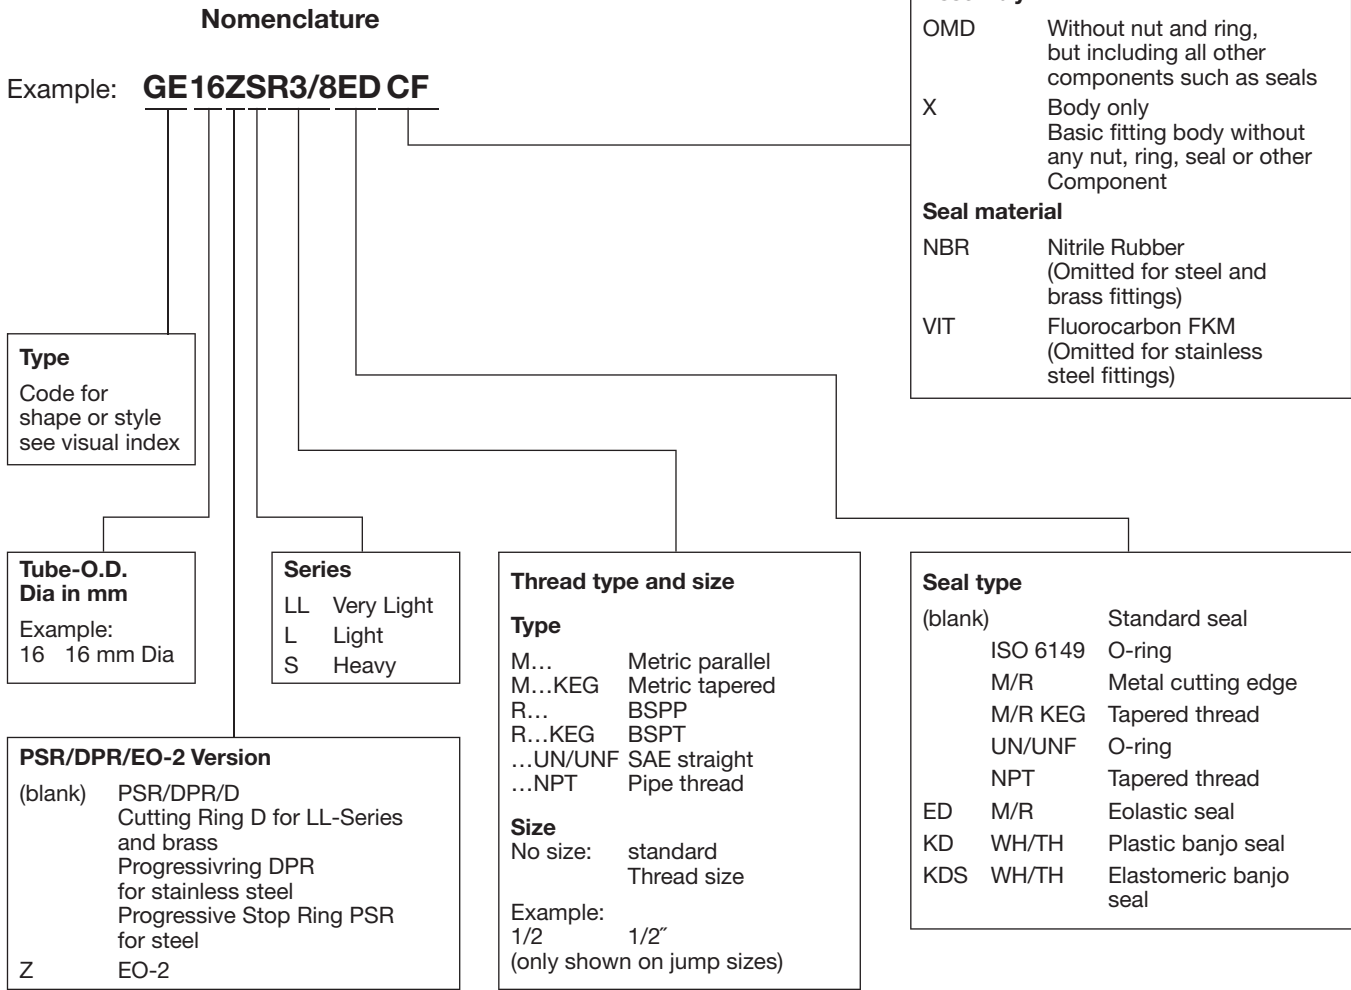 Nomenclature
Example: GE16ZSR3/8ED CF
OMD Without nut and ring,
but including all other
components such as seals
X Body only
Basic fitting body without
any nut, ring, seal or other
Component
Seal material
NBR Nitrile Rubber
(Omitted for steel and
brass fittings)
VIT Fluorocarbon FKM
(Omitted for stainless
steel fittings)
Type
Code for
shape or style
see visual index
Tube-O.D.
Dia in mm
Example:
16 16 mm Dia
Series
LL Very Light
L Light
S Heavy
PSR/DPR/EO-2 Version
(blank) PSR/DPR/D
Cutting Ring D for LL-Series
and brass
Progressivring DPR
for stainless steel
Progressive Stop Ring PSR
for steel
Z EO-2
Thread type and size
Type
M… Metric parallel
M…KEG Metric tapered
R… BSPP
R…KEG BSPT
…UN/UNF SAE straight
…NPT Pipe thread
Size
No size: standard
Thread size
Example:
1/2 1/2˝
(only shown on jump sizes)
Seal type
(blank) Standard seal
ISO 6149 O-ring
M/R Metal cutting edge
M/R KEG Tapered thread
UN/UNF O-ring
NPT Tapered thread
ED M/R Eolastic seal
KD WH/TH Plastic banjo seal
KDS WH/TH Elastomeric banjo
seal